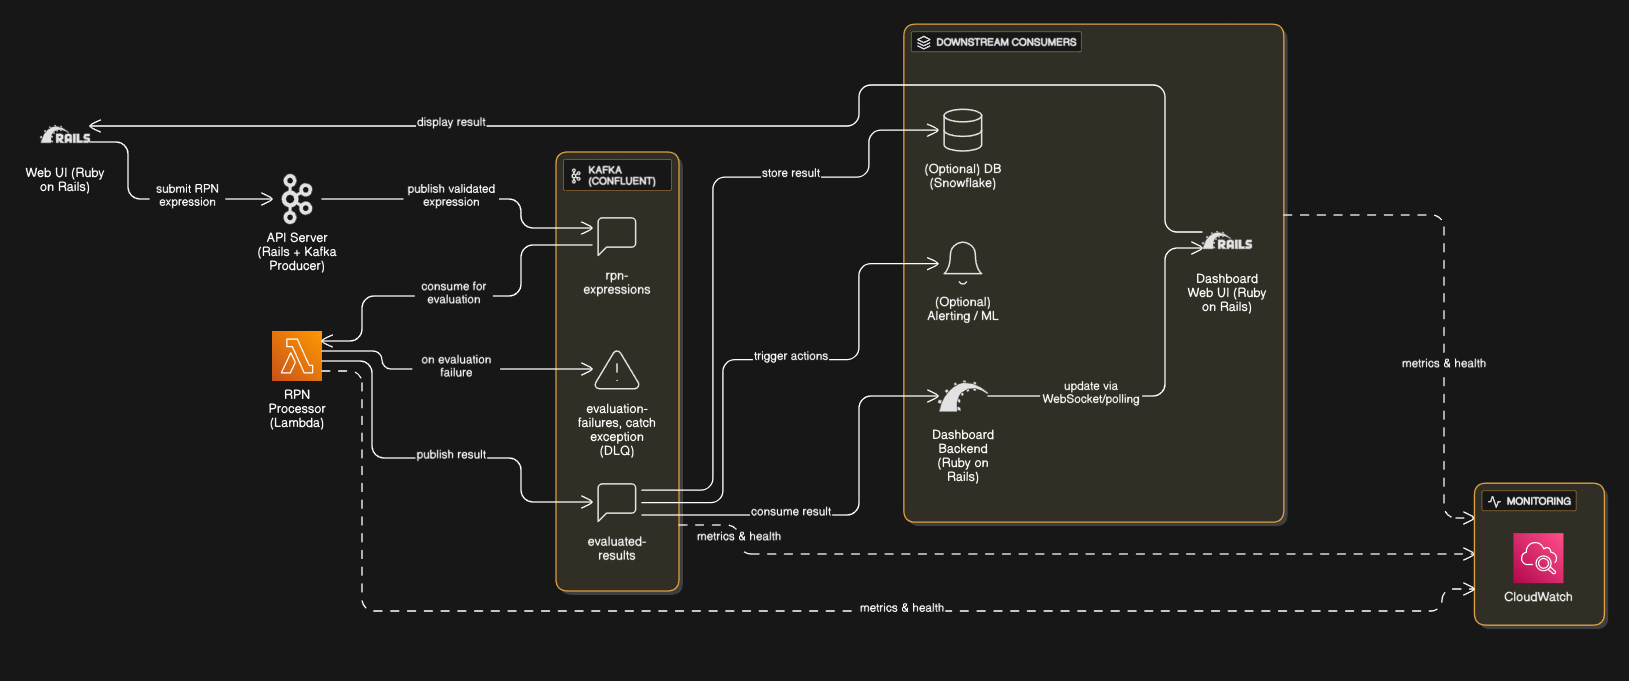 DOWNSTREAM CONSUMERS
display result
RAILS
Web UI (Ruby
on Rails)
submit RPN
expression
API Server
(Rails + Kafka
Producer)
publish validated
expression
KAFKA
(CONFLUENT)
rpn-
expressions
consume for
evaluation
RPN
Processor
(Lambda)
on evaluation
failure
evaluation-
failures, catch
exception
(DLQ)
publish result
evaluated-
results
store result
(Optional) DB
(Snowflake)
trigger actions
(Optional)
Alerting / ML
consume result
Dashboard
Backend
(Ruby on
Rails)
update via
WebSocket/polling
RAILS
Dashboard
Web UI (Ruby
on Rails)
metrics & health
metrics & health
metrics & health
MONITORING
CloudWatch